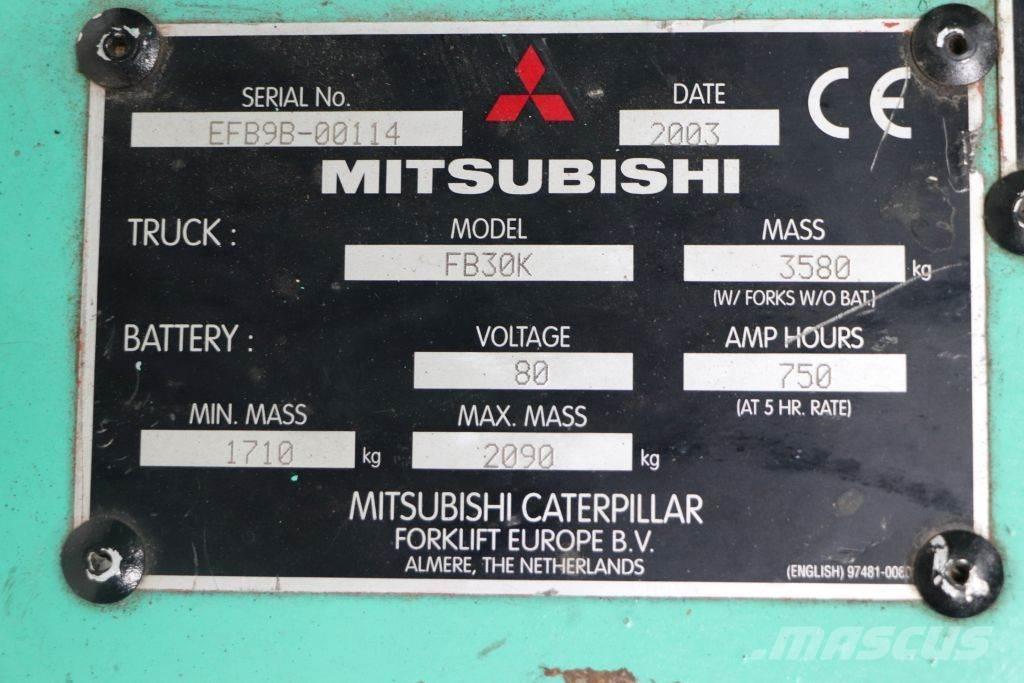 SERIAL No.
EFB9B-00114
DATE
2003
CE
MITSUBISHI
TRUCK :
MODEL
FB30K
MASS
3580 kg
(W/ FORKS W/O BAT.)
BATTERY :
VOLTAGE
80
AMP HOURS
750
(AT 5 HR. RATE)
MIN. MASS
1710 kg
MAX. MASS
2090 kg
MITSUBISHI CATERPILLAR
FORKLIFT EUROPE B.V.
ALMERE, THE NETHERLANDS
(ENGLISH)
MASCUS